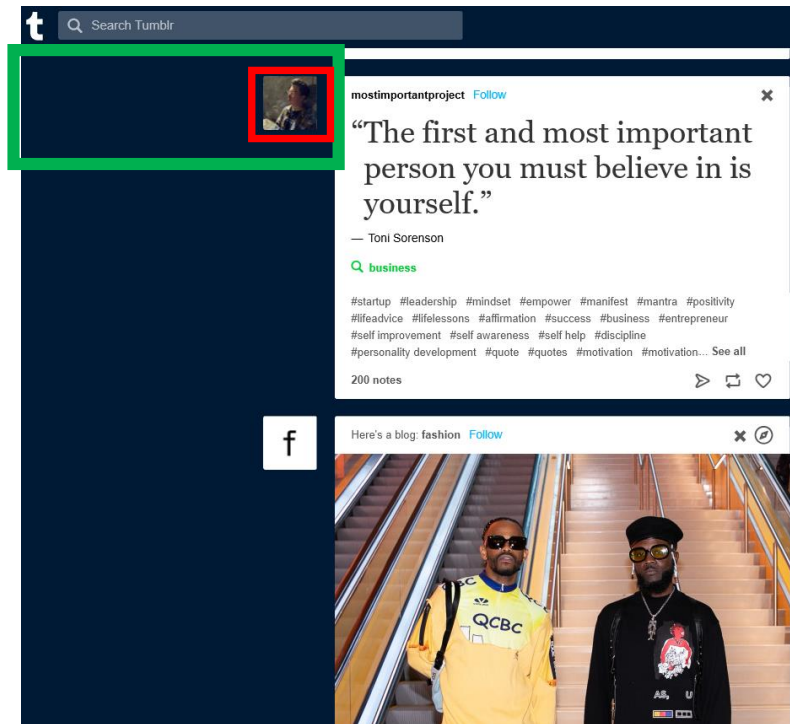 t
Search Tumblr
mostimportantproject Follow
“The first and most important
person you must believe in is
yourself.”
— Toni Sorenson
business
#startup #leadership #mindset #empower #manifest #mantra #positivity
#lifeadvice #lifelessons #affirmation #success #business #entrepreneur
#self improvement #self awareness #self help #discipline
#personality development #quote #quotes #motivation #motivation... See all
200 notes
f
Here's a blog: fashion Follow
QCBC
AS, U